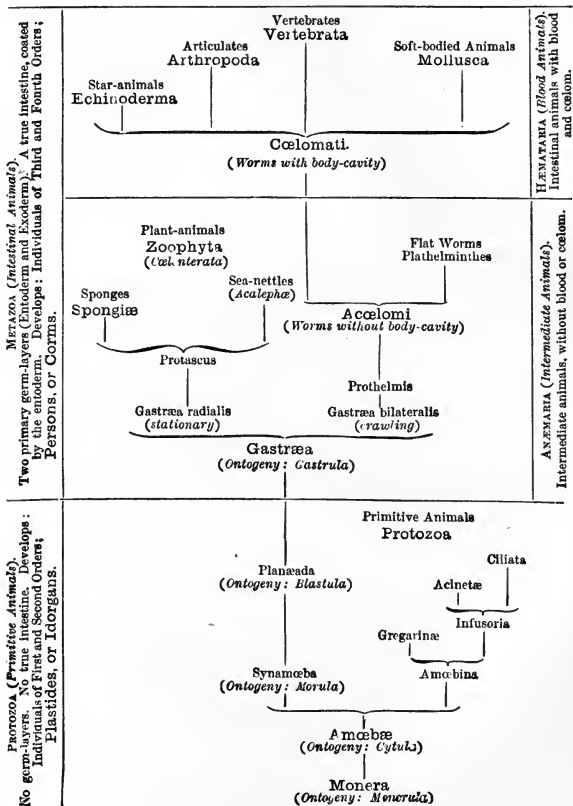 Vertebrates
Vertebrata
Articulates
Arthropoda
Soft-bodied Animals
Mollusca
Star-animals
Echinoderma
Cœlomati.
(Worms with body-cavity)
HÆMATARIA (Blood Animals).
Intestinal animals with blood
and cœlom.
METAZOA (Intestinal Animals).
Two primary germ-layers (Entoderm and Exoderm). A true intestine, coated
by the entoderm. Develops: Individuals of Third and Fourth Orders;
Persons, or Corms.
Plant-animals
Zoophyta
(Cœl nterata)
Flat Worms
Plathelminthes
Sea-nettles
(Acalephæ)
Sponges
Spongiæ
Acœlomi
(Worms without body-cavity)
Protascus
Prothelmis
Gastræa radialis
(stationary)
Gastræa bilateralis
(crawling)
Gastræa
(Ontogeny: Gastrula)
ANÆMARIA (Intermediate Animals).
Intermediate animals, without blood or cœlom.
PROTOZOA (Primitive Animals).
No germ-layers. No true intestine. Develops:
Individuals of First and Second Orders;
Plastides, or Idorgans.
Primitive Animals
Protozoa
Ciliata
Planæada
(Ontogeny: Blastula)
Acinetæ
Infusoria
Gregarinæ
Synamœba
(Ontogeny: Morula)
Amœbina
Amœbæ
(Ontogeny: Cytula)
Monera
(Ontogeny: Monerula)